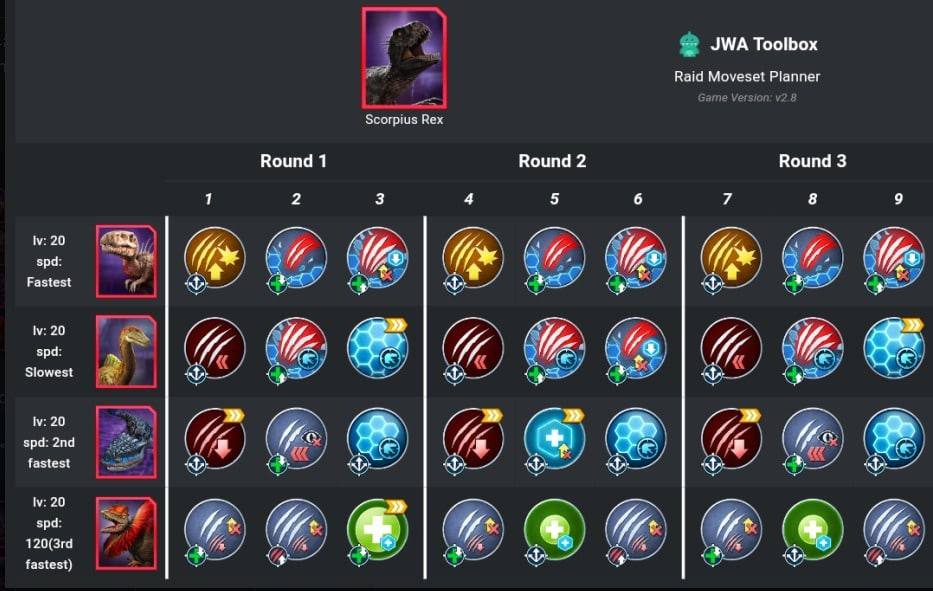 JWA Toolbox
Raid Moveset Planner
Game Version: v2.8
Scorpius Rex
Round 1 Round 2 Round 3
1 2 3 4 5 6 7 8 9
lv: 20
spd:
Fastest
lv: 20
spd:
Slowest
lv: 20
spd: 2nd
fastest
lv: 20
spd:
120(3rd
fastest)